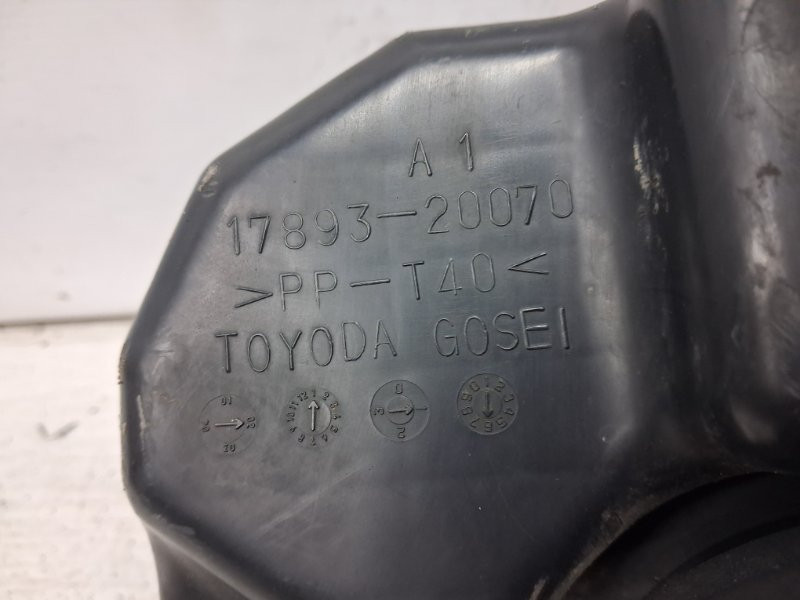 A 1
17893-20070
>PP-T40<
TOYODA GOSEI